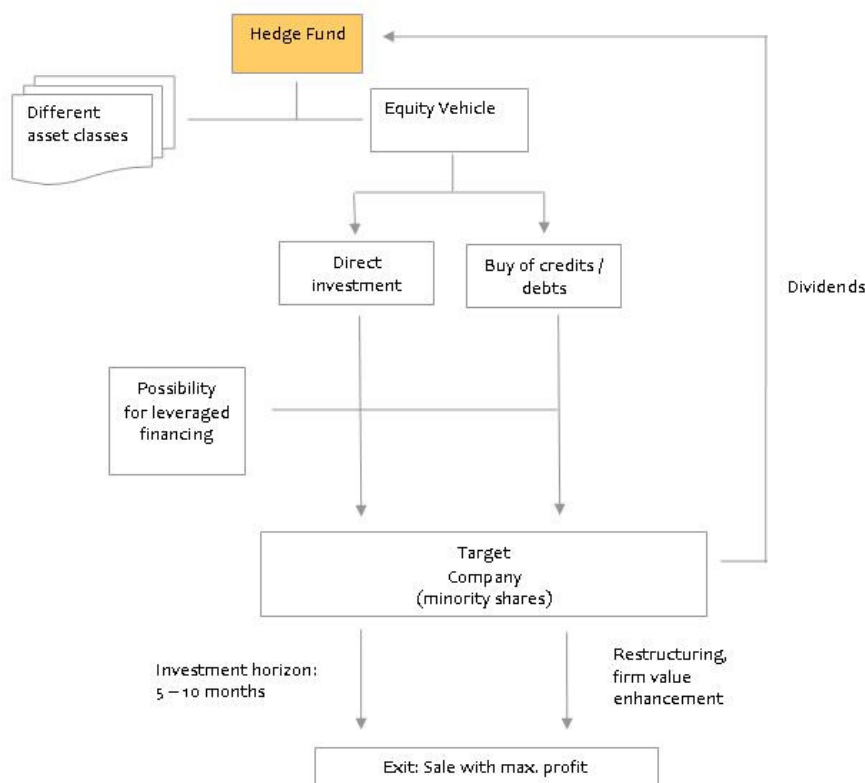 Hedge Fund
Different
asset classes
Equity Vehicle
Direct
investment
Buy of credits /
debts
Dividends
Possibility
for leveraged
financing
Target
Company
(minority shares)
Investment horizon:
5 – 10 months
Restructuring,
firm value
enhancement
Exit: Sale with max. profit